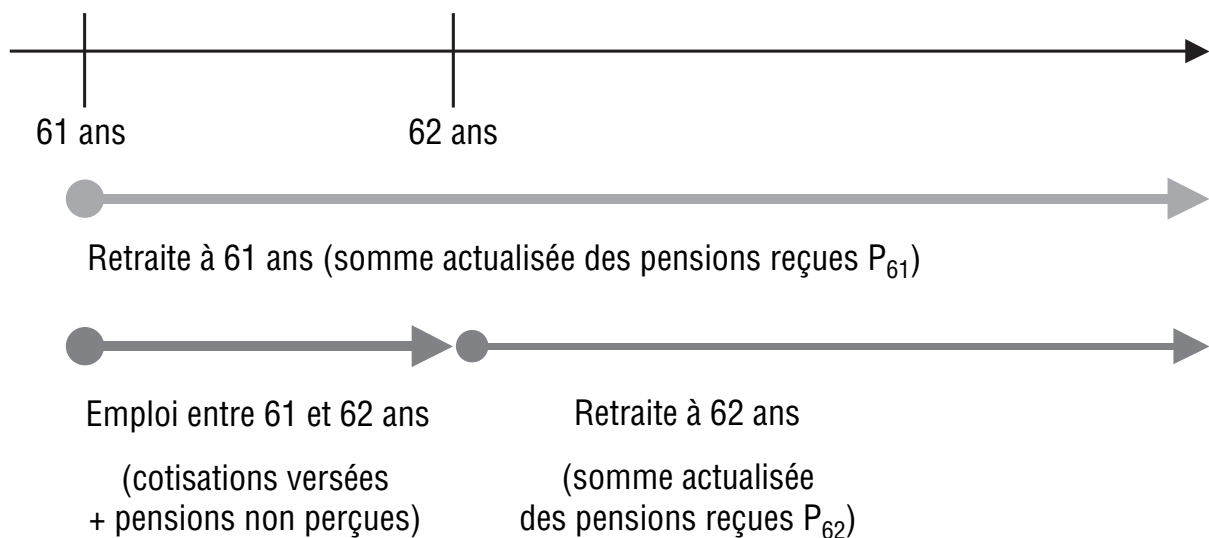 61 ans 62 ans
Retraite à 61 ans (somme actualisée des pensions reçues P61)
Emploi entre 61 et 62 ans
(cotisations versées
+ pensions non perçues)
Retraite à 62 ans
(somme actualisée
des pensions reçues P62)